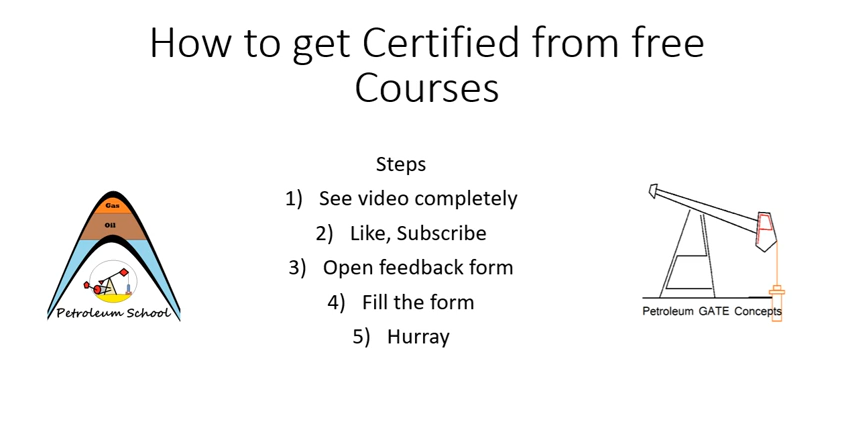 How to get Certified from free
Courses
Steps
1) See video completely
2) Like, Subscribe
3) Open feedback form
4) Fill the form
5) Hurray
Gas
Oil
Petroleum School
Petroleum GATE Concepts